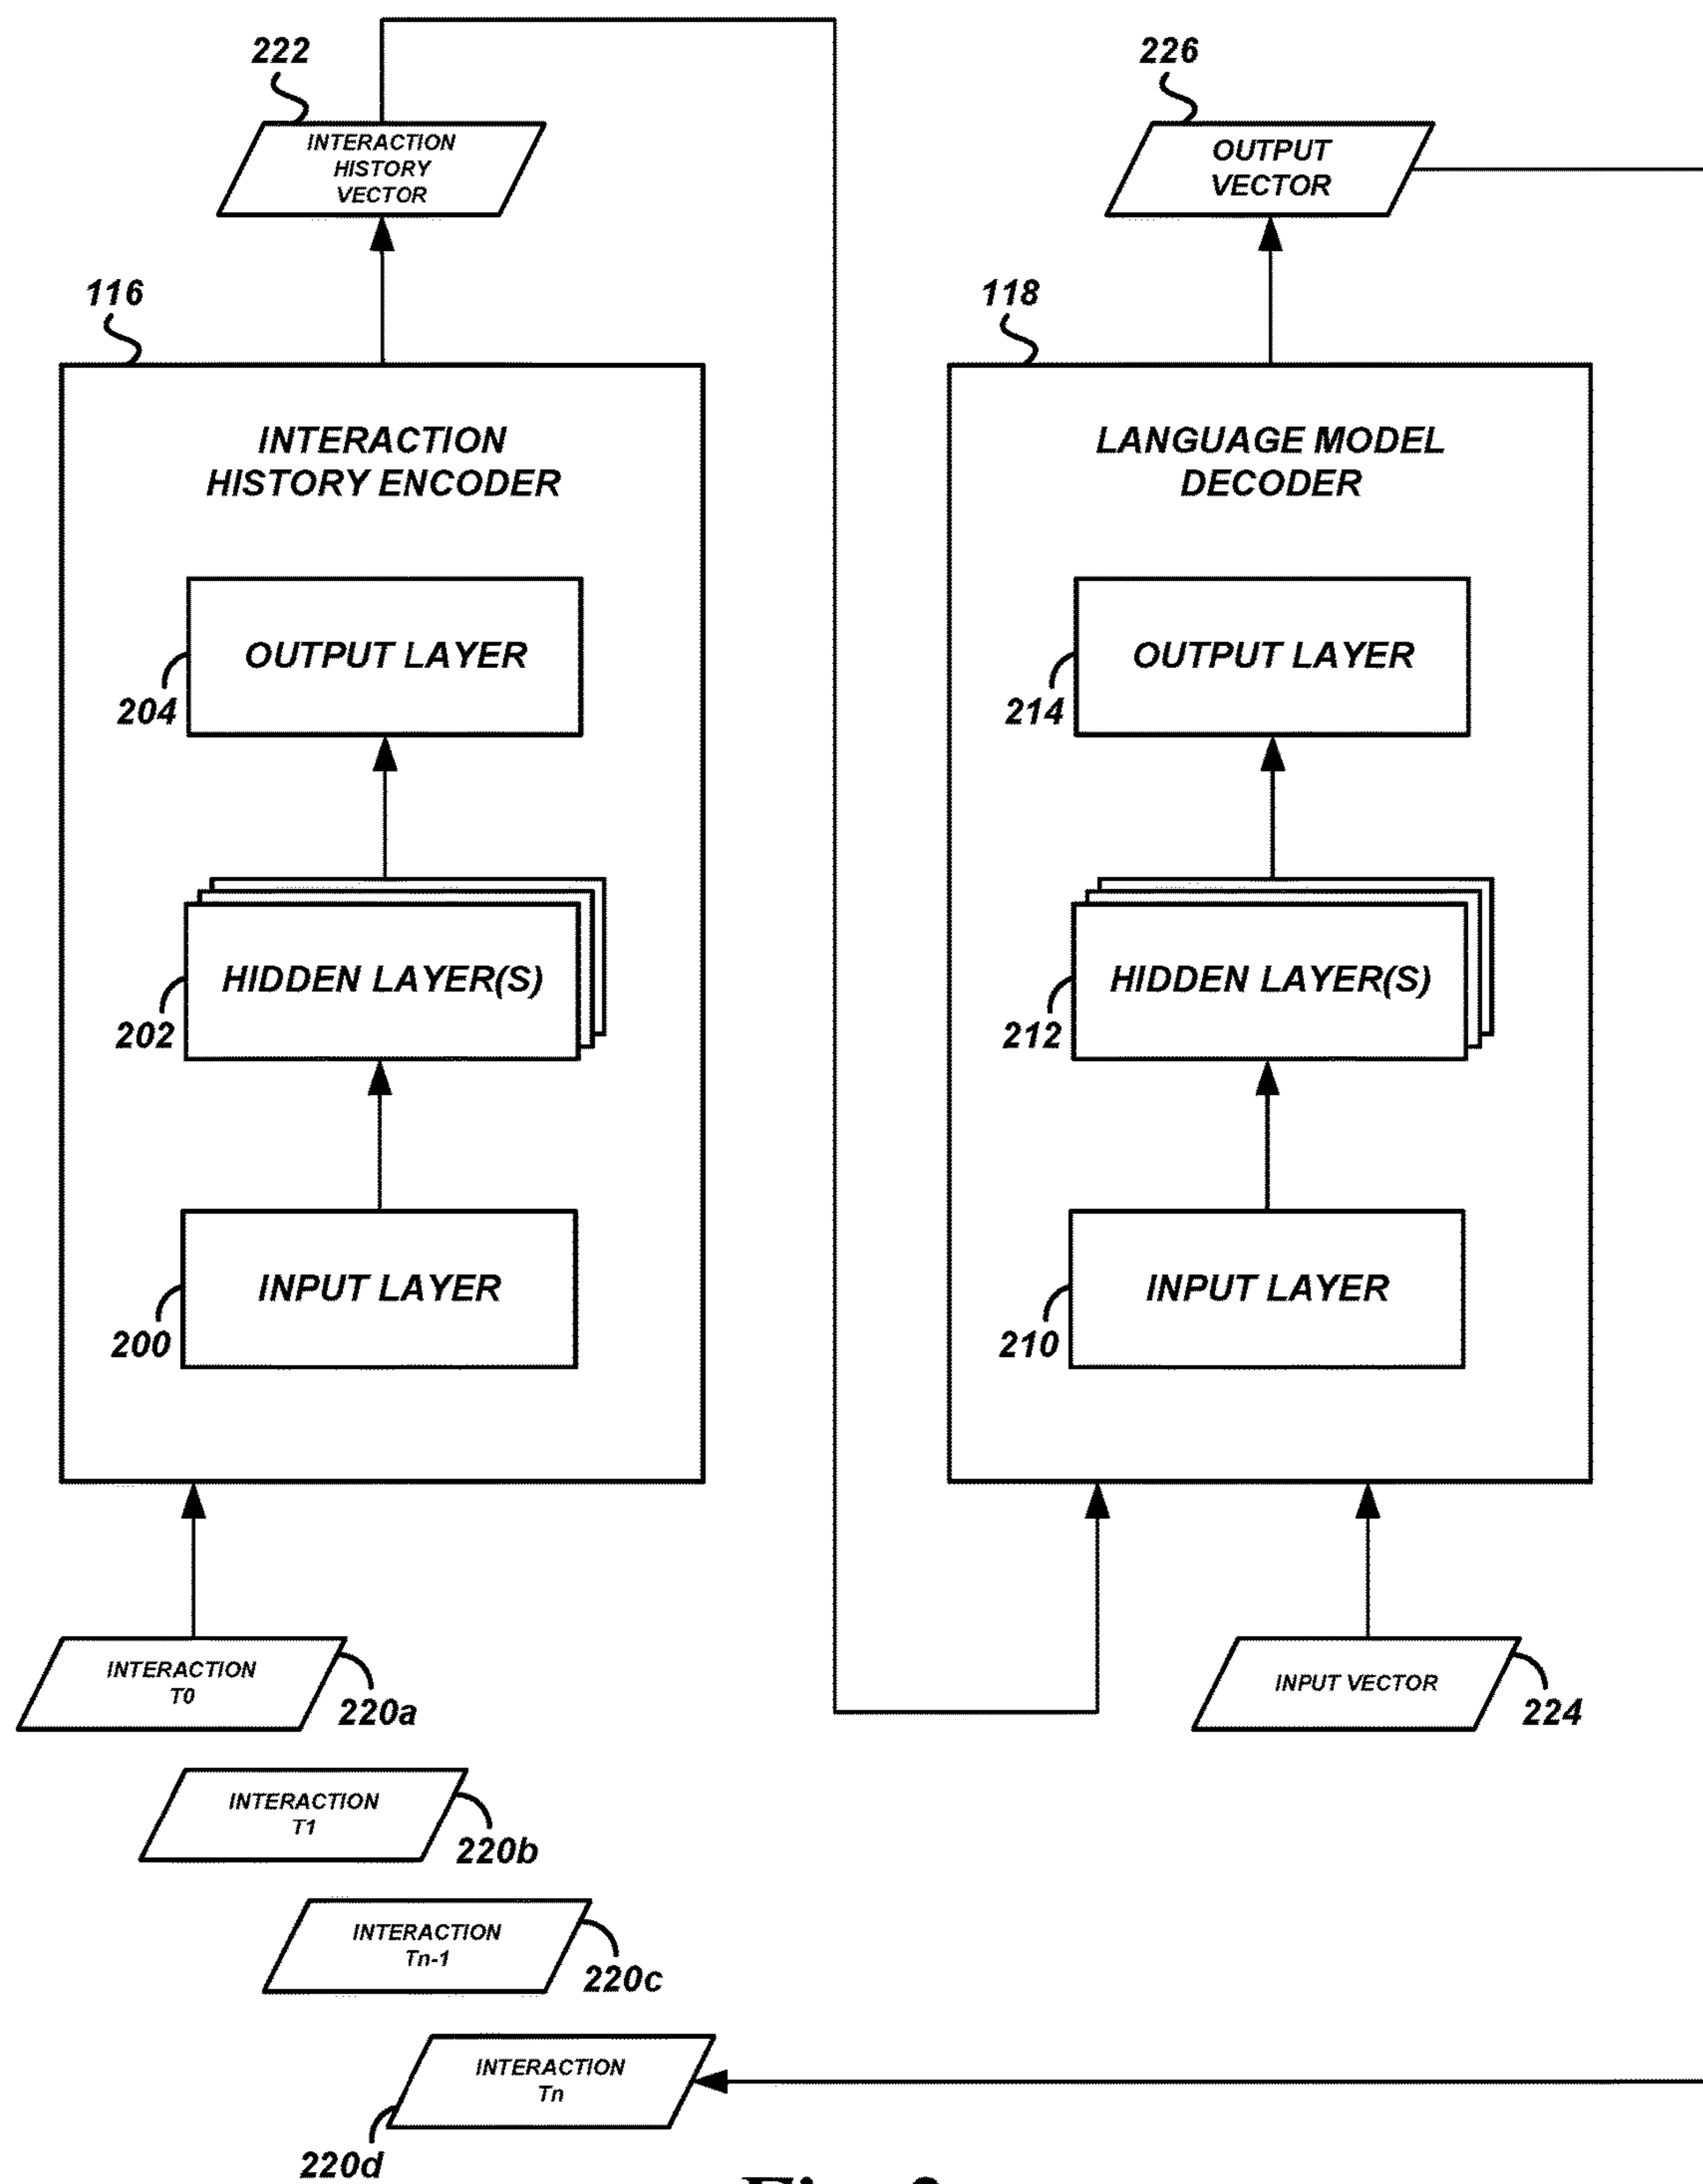 222
226
INTERACTION
HISTORY
VECTOR
OUTPUT
VECTOR
116
118
INTERACTION
HISTORY ENCODER
LANGUAGE MODEL
DECODER
OUTPUT LAYER
OUTPUT LAYER
204
214
HIDDEN LAYER(S)
HIDDEN LAYER(S)
202
212
INPUT LAYER
INPUT LAYER
200
210
INTERACTION
T0
220a
INPUT VECTOR
224
INTERACTION
T1
220b
INTERACTION
Tn-1
220c
INTERACTION
Tn
220d